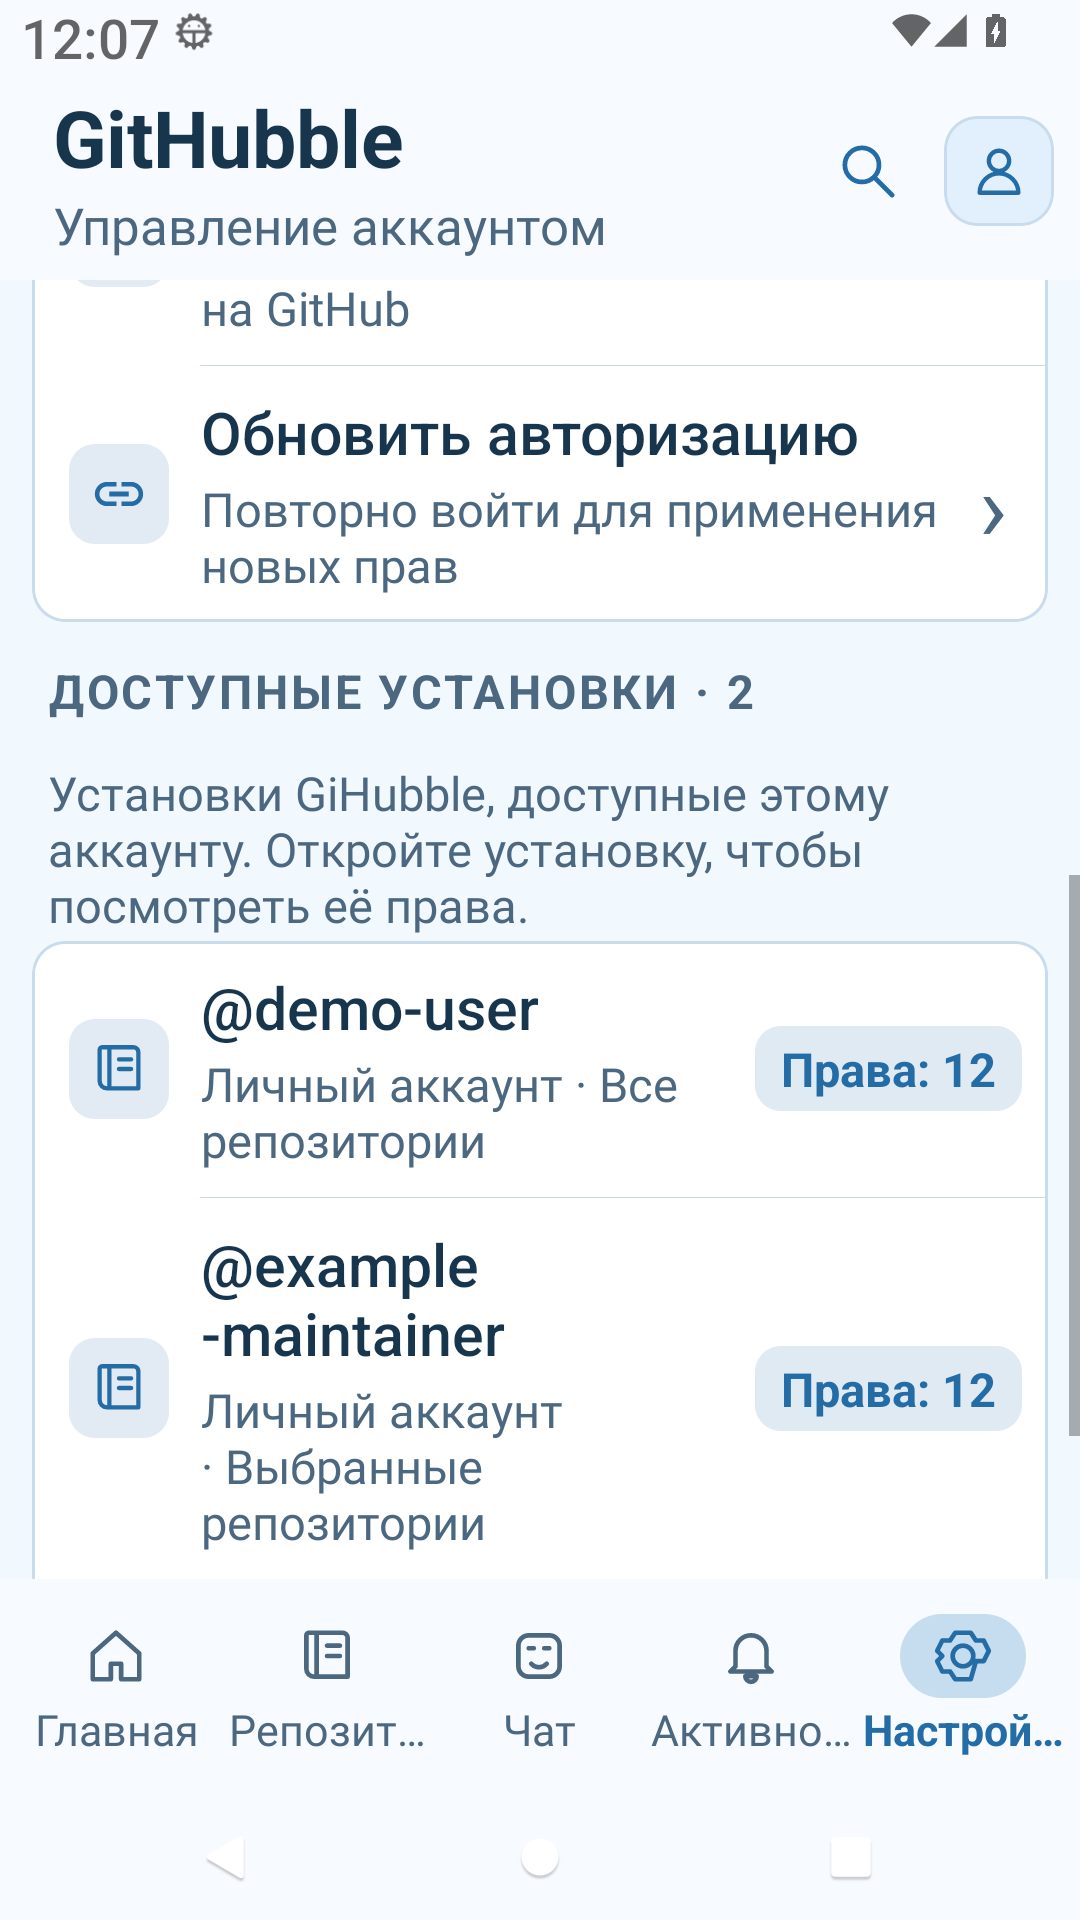 12:07
GitHubble
Управление аккаунтом
на GitHub
Обновить авторизацию
Повторно войти для применения
новых прав
ДОСТУПНЫЕ УСТАНОВКИ · 2
Установки GiHubble, доступные этому
аккаунту. Откройте установку, чтобы
посмотреть её права.
@demo-user
Личный аккаунт · Все
репозитории
Права: 12
@example
-maintainer
Личный аккаунт
· Выбранные
репозитории
Права: 12
Главная
Репозит...
Чат
Активно...
Настрой...